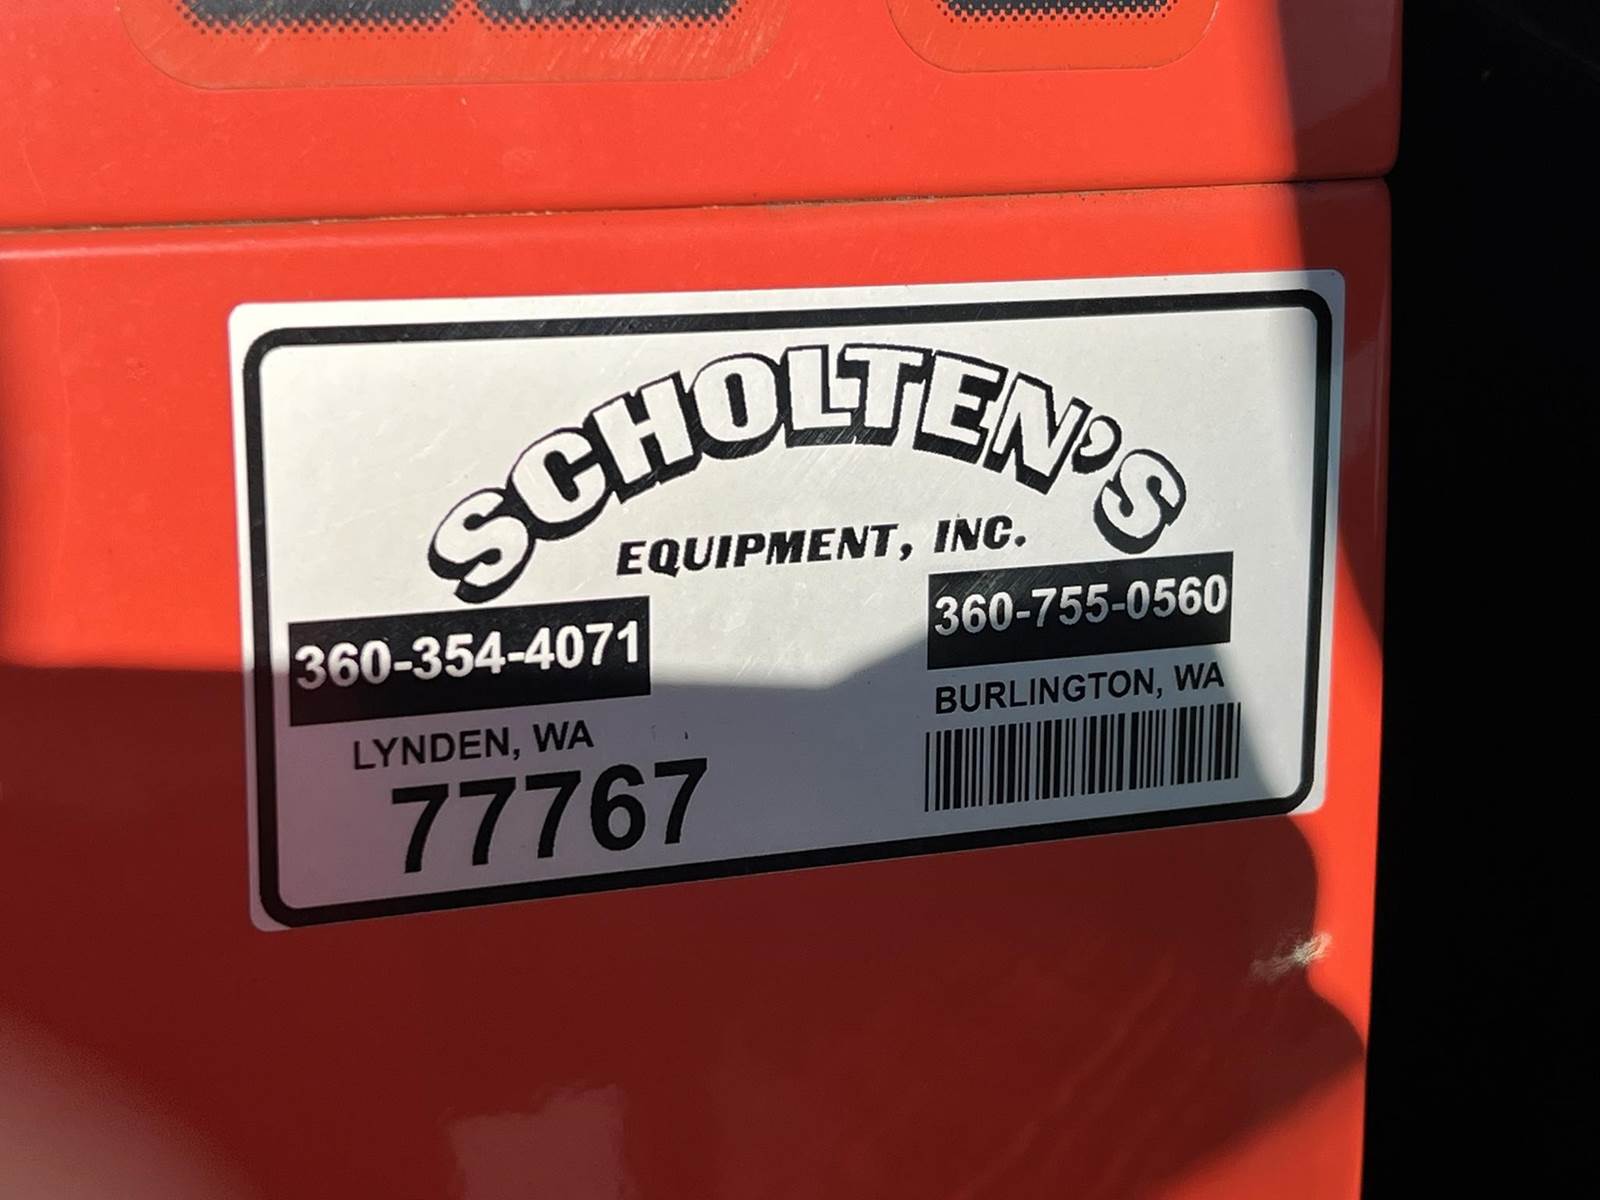 SCHOLTEN'S
EQUIPMENT, INC.
360-354-4071
LYNDEN, WA
77767
360-755-0560
BURLINGTON, WA